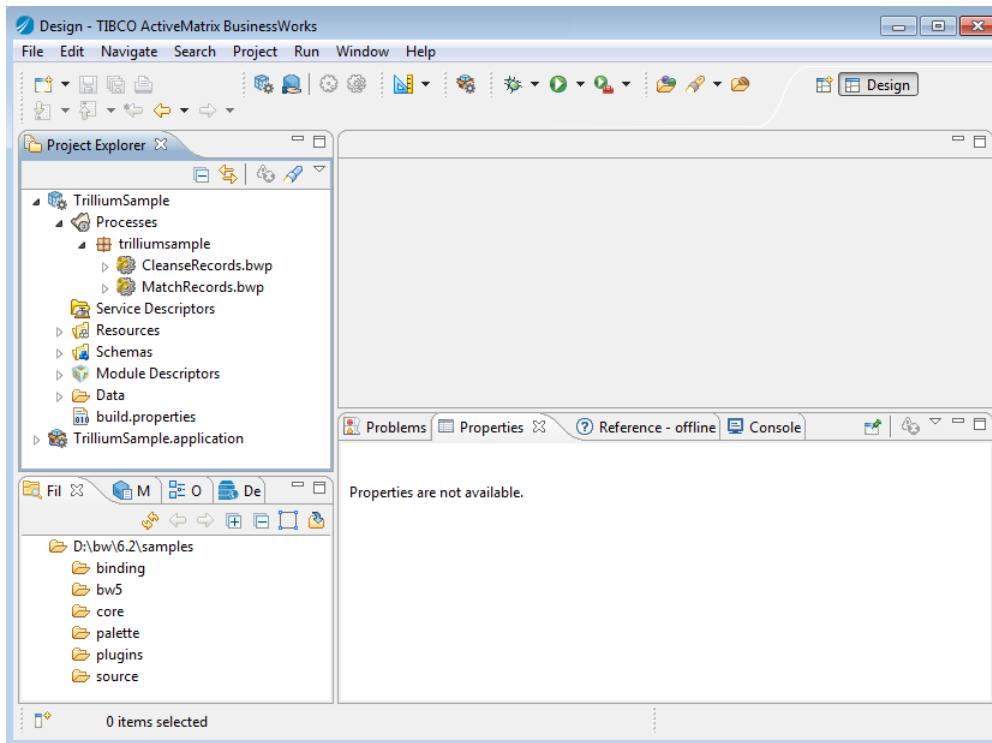 Design - TIBCO ActiveMatrix BusinessWorks
File Edit Navigate Search Project Run Window Help
Design
Project Explorer
TrilliumSample
Processes
trilliumsample
CleanseRecords.bwp
MatchRecords.bwp
Service Descriptors
Resources
Schemas
Module Descriptors
Data
build.properties
TrilliumSample.application
Fil M O De
D:\bw\6.2\samples
binding
bw5
core
palette
plugins
source
Problems Properties Reference - offline Console
Properties are not available.
0 items selected